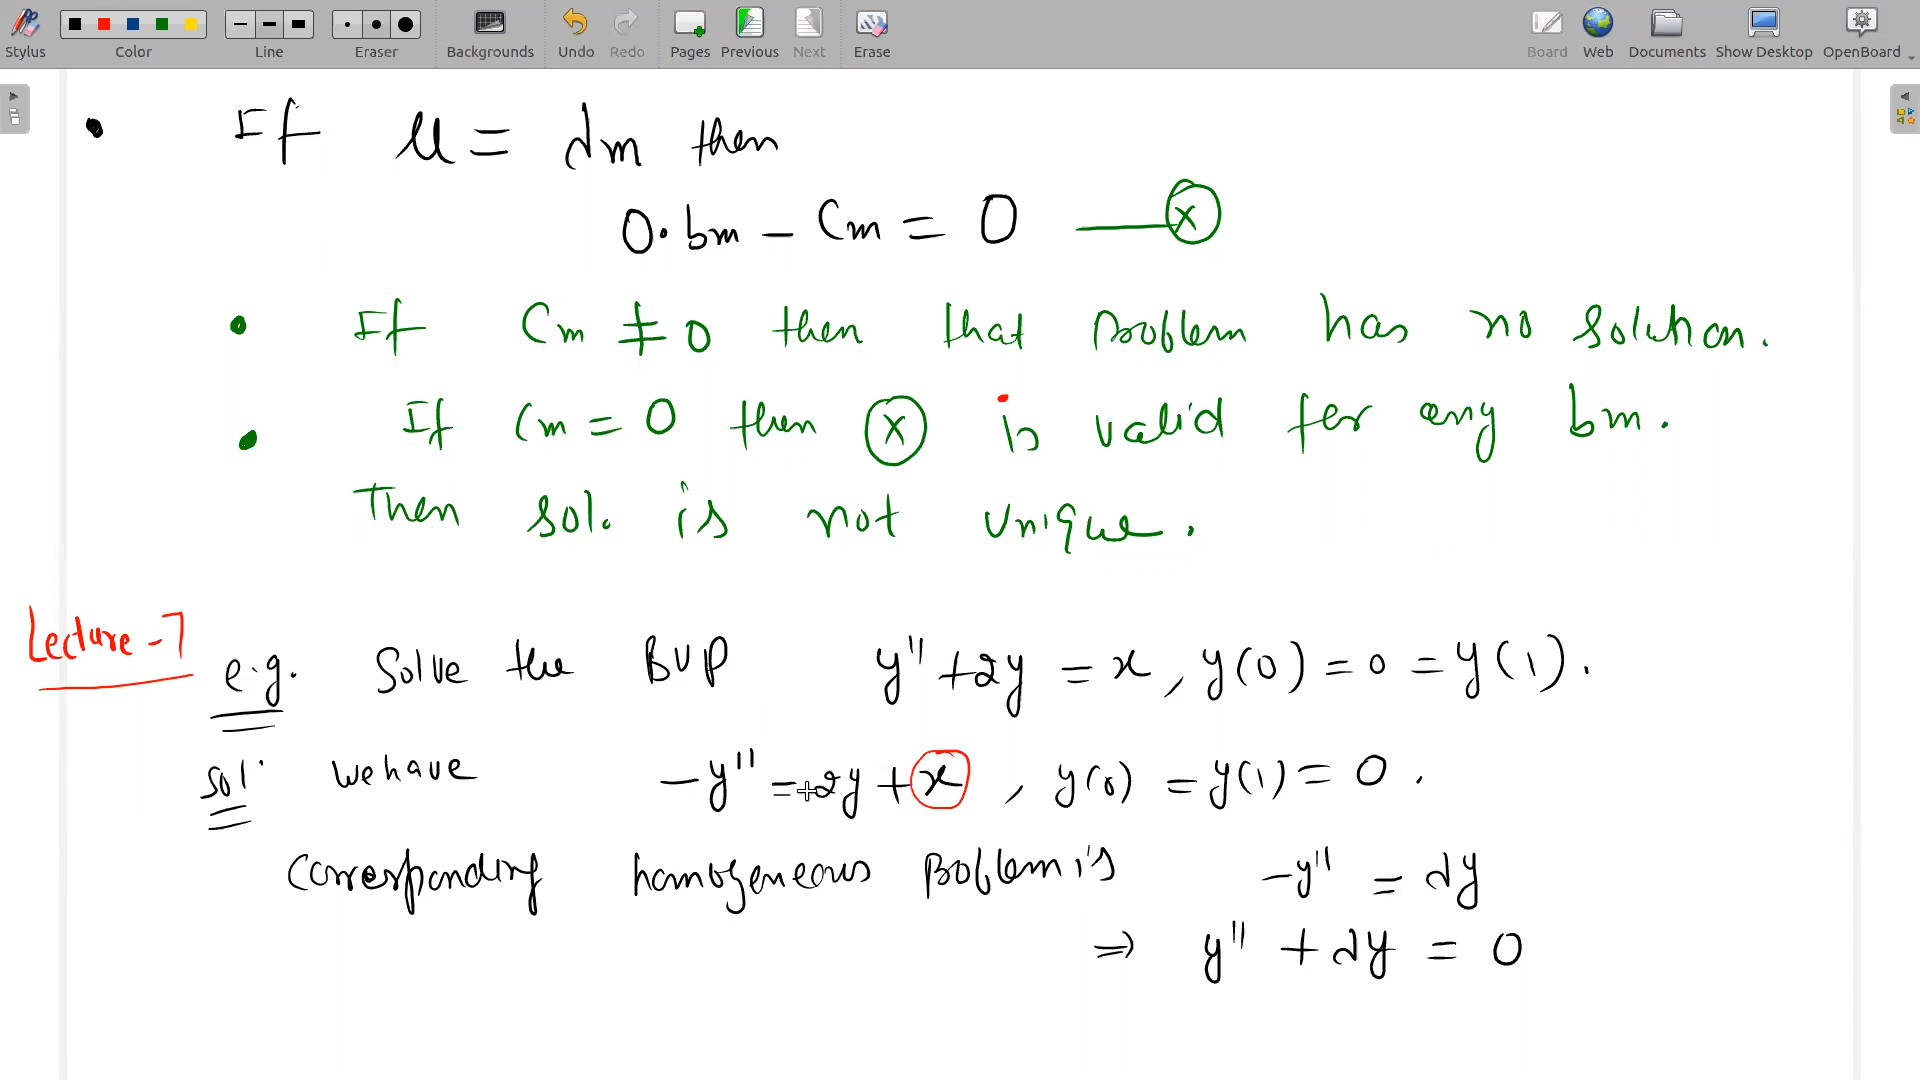 Stylus Color Line Eraser Backgrounds Undo Redo Pages Previous Next Erase Board Web Documents Show Desktop OpenBoard
• If μ = λm then
0·bm − Cm = 0 —— ⊗
• If Cm ≠ 0 then that problem has no solution.
• If Cm = 0 then ⊗ is valid for any bm.
Then sol. is not unique.
Lecture-7
e.g. Solve the BVP y'' + 2y = x, y(0) = 0 = y(1).
sol. We have −y'' = 2y + x, y(0) = y(1) = 0.
Corresponding homogeneous problem is −y'' = λy
⇒ y'' + λy = 0